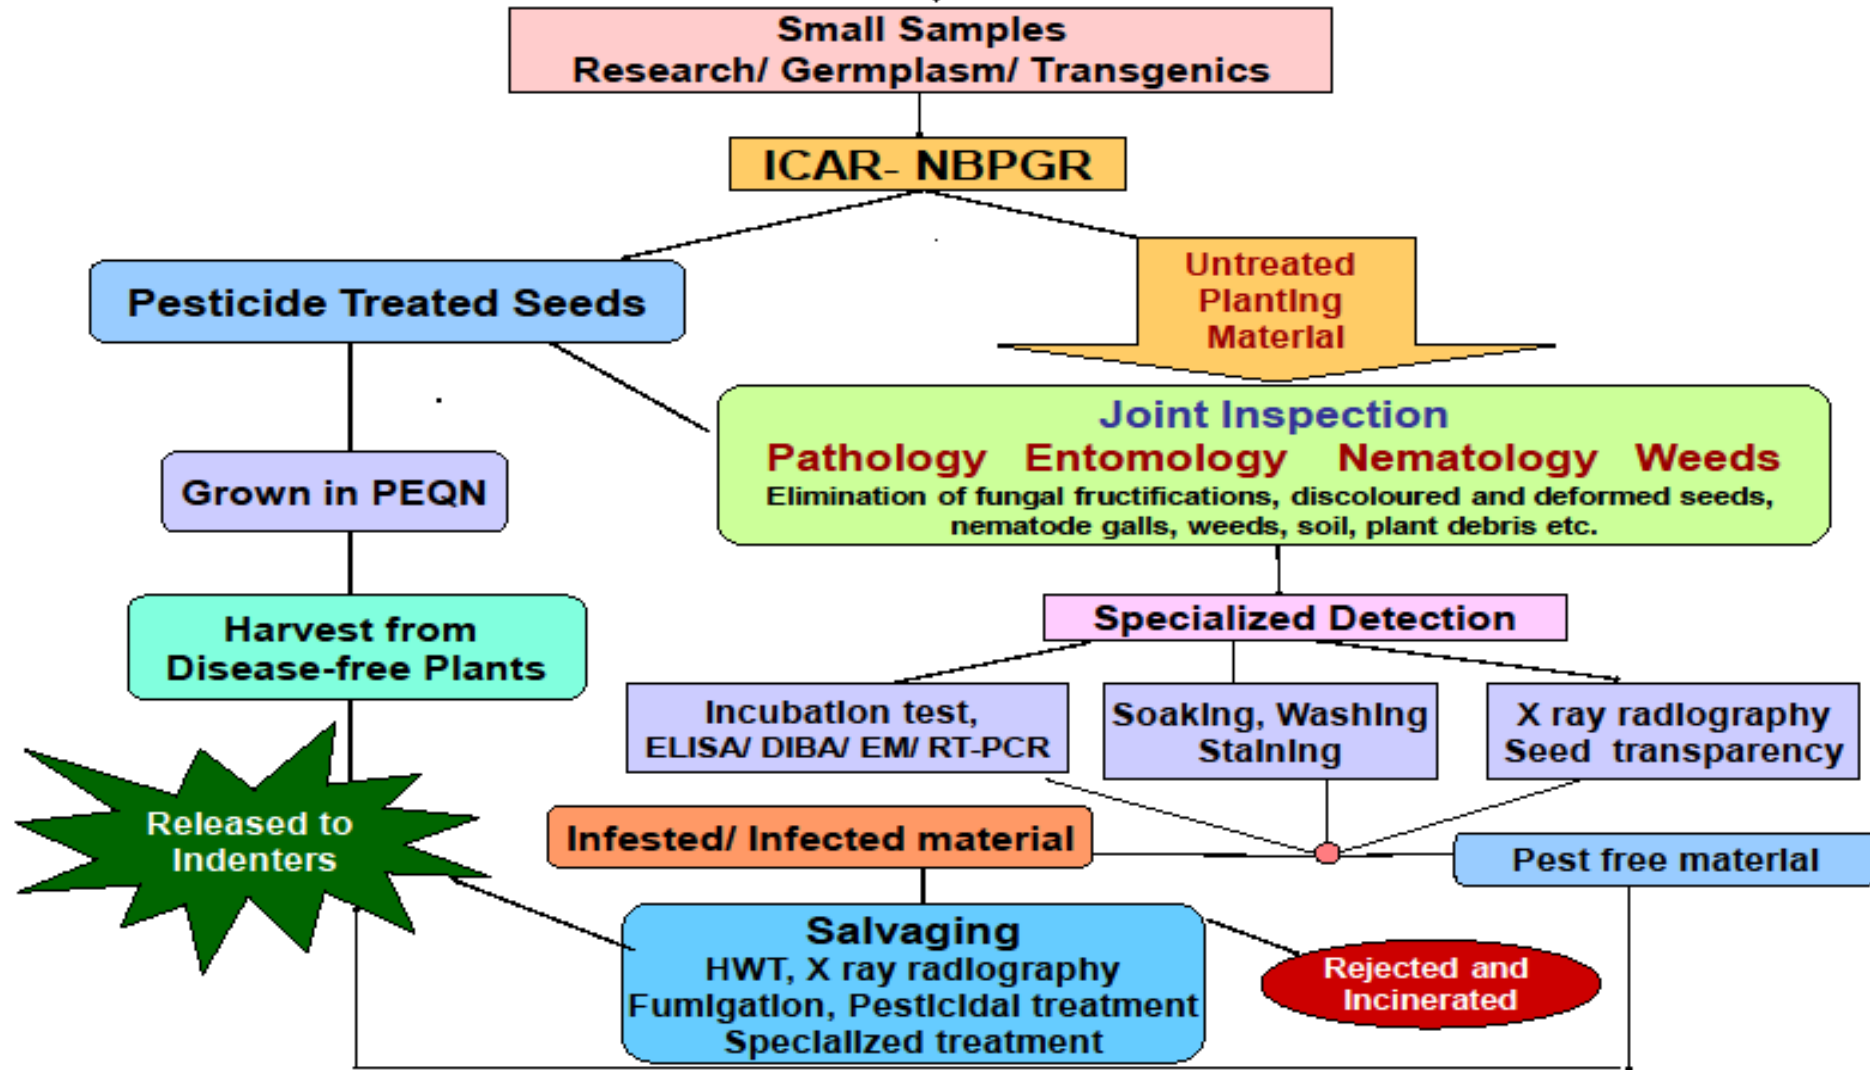 Small Samples
Research/ Germplasm/ Transgenics
ICAR- NBPGR
Pesticide Treated Seeds
Untreated
Planting
Material
Joint Inspection
Pathology Entomology Nematology Weeds
Elimination of fungal fructifications, discoloured and deformed seeds,
nematode galls, weeds, soil, plant debris etc.
Grown in PEQN
Harvest from
Disease-free Plants
Specialized Detection
Incubation test,
ELISA/ DIBA/ EM/ RT-PCR
Soaking, Washing
Staining
X ray radiography
Seed transparency
Released to
Indenters
Infested/ Infected material
Pest free material
Salvaging
HWT, X ray radiography
Fumigation, Pesticidal treatment
Specialized treatment
Rejected and
Incinerated